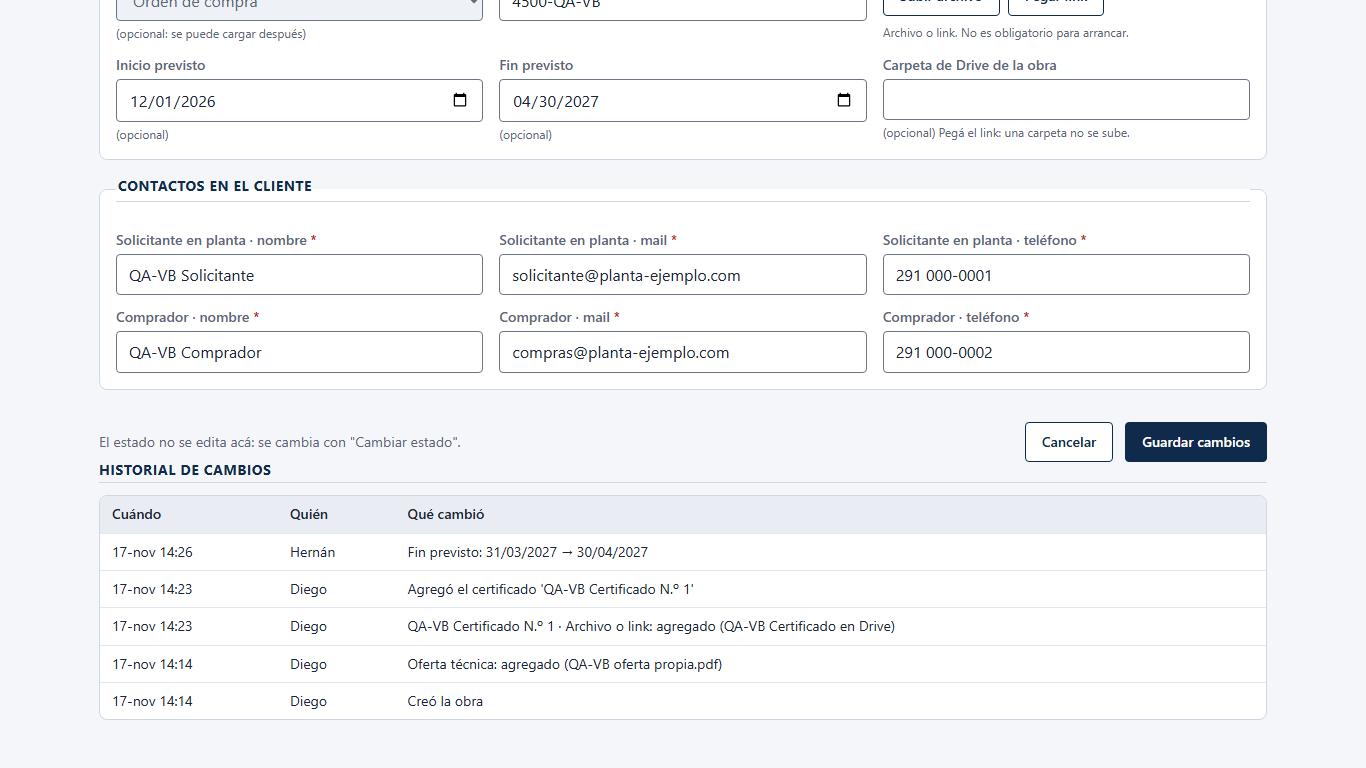 Orden de compra
4500-QA-VB
(opcional: se puede cargar después)
Archivo o link. No es obligatorio para arrancar.
Inicio previsto
Fin previsto
Carpeta de Drive de la obra
12/01/2026
04/30/2027
(opcional)
(opcional)
(opcional) Pegá el link: una carpeta no se sube.
CONTACTOS EN EL CLIENTE
Solicitante en planta · nombre *
Solicitante en planta · mail *
Solicitante en planta · teléfono *
QA-VB Solicitante
solicitante@planta-ejemplo.com
291 000-0001
Comprador · nombre *
Comprador · mail *
Comprador · teléfono *
QA-VB Comprador
compras@planta-ejemplo.com
291 000-0002
El estado no se edita acá: se cambia con "Cambiar estado".
Cancelar
Guardar cambios
HISTORIAL DE CAMBIOS
Cuándo Quién Qué cambió
17-nov 14:26 Hernán Fin previsto: 31/03/2027 → 30/04/2027
17-nov 14:23 Diego Agregó el certificado 'QA-VB Certificado N.º 1'
17-nov 14:23 Diego QA-VB Certificado N.º 1 · Archivo o link: agregado (QA-VB Certificado en Drive)
17-nov 14:14 Diego Oferta técnica: agregado (QA-VB oferta propia.pdf)
17-nov 14:14 Diego Creó la obra